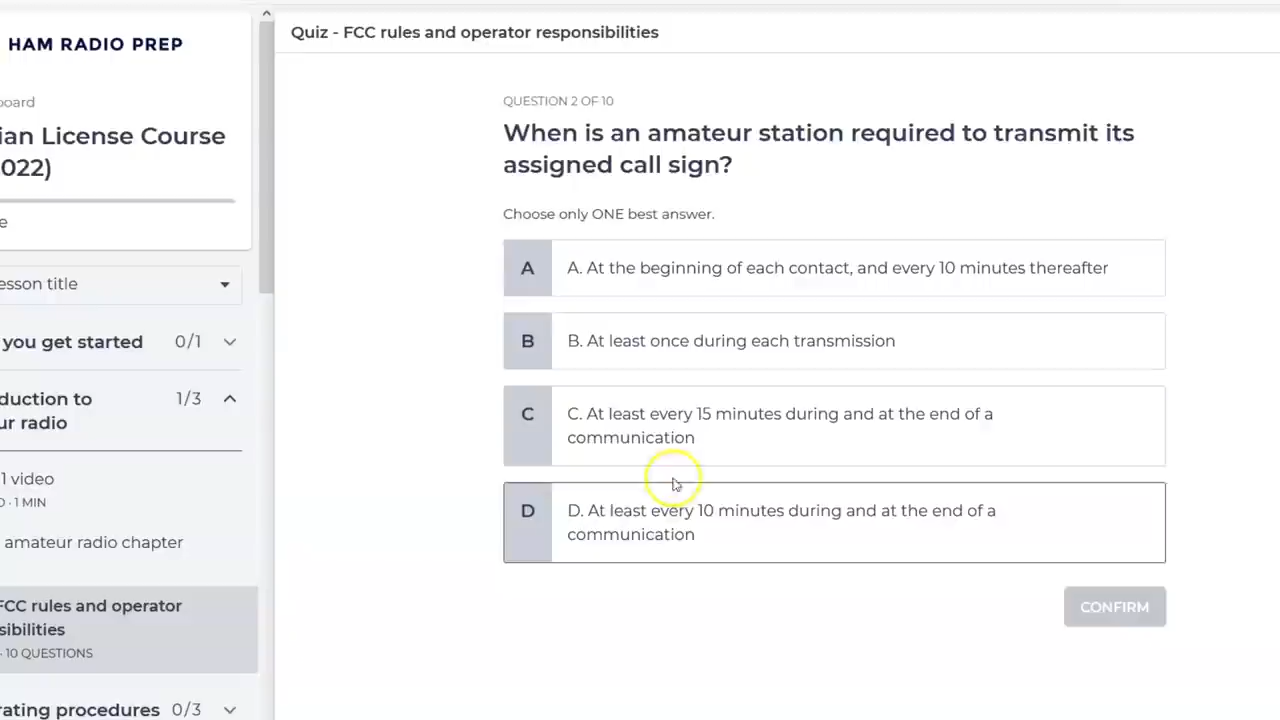 HAM RADIO PREP
Quiz - FCC rules and operator responsibilities
board
ian License Course
022)
e
esson title
you get started 0/1
duction to
ur radio
1/3
1 video
O · 1 MIN
amateur radio chapter
FCC rules and operator
sibilities
- 10 QUESTIONS
rating procedures 0/3
QUESTION 2 OF 10
When is an amateur station required to transmit its
assigned call sign?
Choose only ONE best answer.
A A. At the beginning of each contact, and every 10 minutes thereafter
B B. At least once during each transmission
C C. At least every 15 minutes during and at the end of a
communication
D D. At least every 10 minutes during and at the end of a
communication
CONFIRM